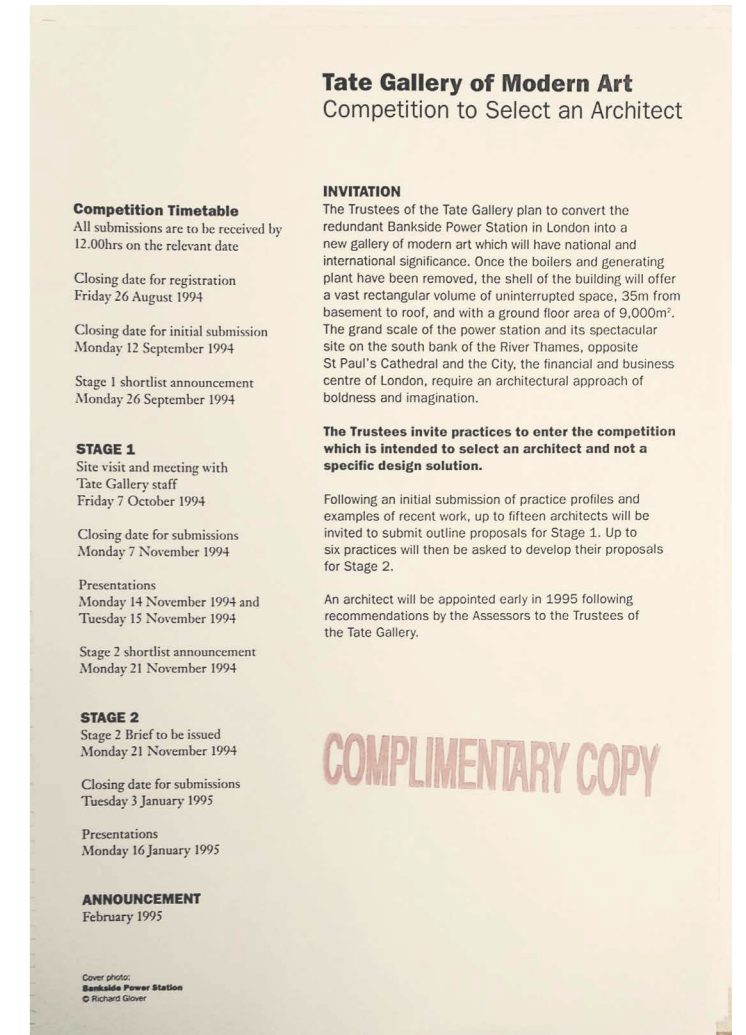 Tate Gallery of Modern Art
Competition to Select an Architect
Competition Timetable
All submissions are to be received by
12.00hrs on the relevant date
Closing date for registration
Friday 26 August 1994
Closing date for initial submission
Monday 12 September 1994
Stage 1 shortlist announcement
Monday 26 September 1994
STAGE 1
Site visit and meeting with
Tate Gallery staff
Friday 7 October 1994
Closing date for submissions
Monday 7 November 1994
Presentations
Monday 14 November 1994 and
Tuesday 15 November 1994
Stage 2 shortlist announcement
Monday 21 November 1994
STAGE 2
Stage 2 Brief to be issued
Monday 21 November 1994
Closing date for submissions
Tuesday 3 January 1995
Presentations
Monday 16 January 1995
ANNOUNCEMENT
February 1995
Cover photo:
Bankside Power Station
© Richard Glover
INVITATION
The Trustees of the Tate Gallery plan to convert the
redundant Bankside Power Station in London into a
new gallery of modern art which will have national and
international significance. Once the boilers and generating
plant have been removed, the shell of the building will offer
a vast rectangular volume of uninterrupted space, 35m from
basement to roof, and with a ground floor area of 9,000m².
The grand scale of the power station and its spectacular
site on the south bank of the River Thames, opposite
St Paul's Cathedral and the City, the financial and business
centre of London, require an architectural approach of
boldness and imagination.
The Trustees invite practices to enter the competition
which is intended to select an architect and not a
specific design solution.
Following an initial submission of practice profiles and
examples of recent work, up to fifteen architects will be
invited to submit outline proposals for Stage 1. Up to
six practices will then be asked to develop their proposals
for Stage 2.
An architect will be appointed early in 1995 following
recommendations by the Assessors to the Trustees of
the Tate Gallery.
COMPLIMENTARY COPY